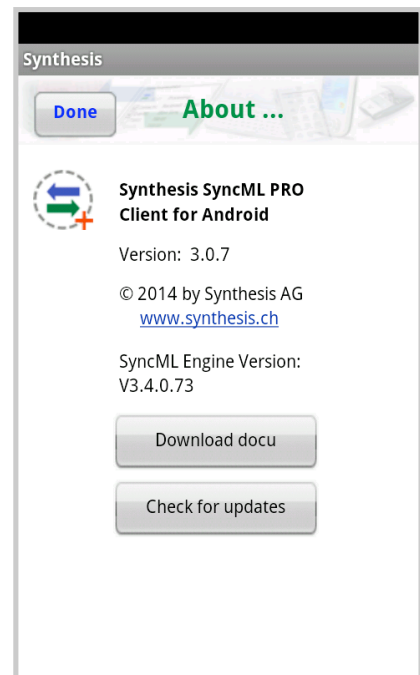 Synthesis
Done
About ...
Synthesis SyncML PRO
Client for Android
Version: 3.0.7
© 2014 by Synthesis AG
www.synthesis.ch
SyncML Engine Version:
V3.4.0.73
Download docu
Check for updates